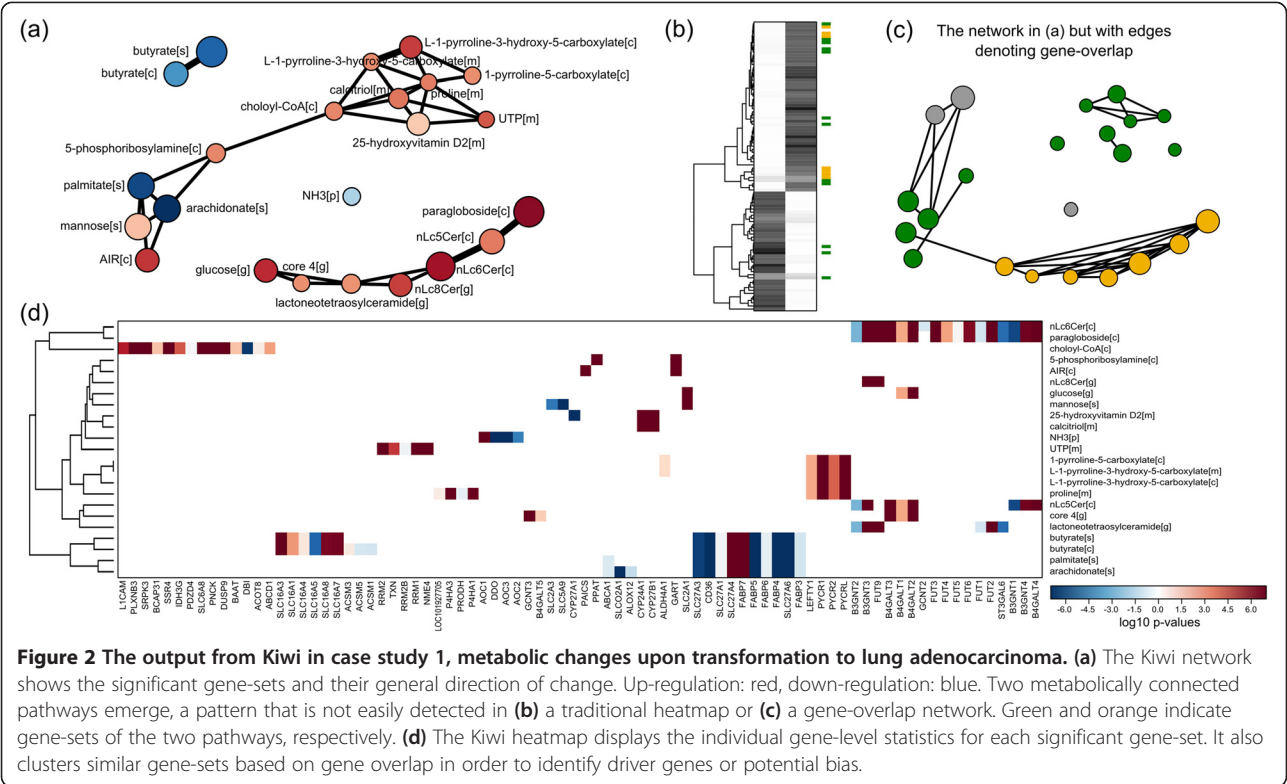 (a)
butyrate[s]
butyrate[c]
L-1-pyrroline-3-hydroxy-5-carboxylate[c]
L-1-pyrroline-3-hydroxy-5-carboxylate[m]
1-pyrroline-5-carboxylate[c]
calcitriol[m]
proline[m]
choloyl-CoA[c]
UTP[m]
25-hydroxyvitamin D2[m]
5-phosphoribosylamine[c]
palmitate[s]
arachidonate[s]
NH3[p]
mannose[s]
AIR[c]
paragloboside[c]
nLc5Cer[c]
glucose[g]
core 4[g]
nLc6Cer[c]
nLc8Cer[g]
lactoneotetraosylceramide[g]
(b)
(c)
The network in (a) but with edges
denoting gene-overlap
(d)
nLc6Cer[c]
paragloboside[c]
choloyl-CoA[c]
5-phosphoribosylamine[c]
AIR[c]
nLc8Cer[g]
glucose[g]
mannose[s]
25-hydroxyvitamin D2[m]
calcitriol[m]
NH3[p]
UTP[m]
1-pyrroline-5-carboxylate[c]
L-1-pyrroline-3-hydroxy-5-carboxylate[m]
L-1-pyrroline-3-hydroxy-5-carboxylate[c]
proline[m]
nLc5Cer[c]
core 4[g]
lactoneotetraosylceramide[g]
butyrate[s]
butyrate[c]
palmitate[s]
arachidonate[s]
L1CAM
PLXNB3
SRPK3
BCAP31
SSR4
IDH3G
PDZD4
SLC6A8
PNCK
DUSP9
BAAT
DBI
ACOT8
ABCD1
SLC16A3
SLC16A1
SLC16A4
SLC16A5
SLC16A8
SLC16A7
ACSM3
ACSM5
ACSM1
RRM2
TXN
RRM2B
RRM1
NME4
LOC101927705
P4HA3
PRODH
P4HA1
AOC1
DDO
AOC3
AOC2
GCNT3
B4GALT5
SLC2A3
SLC5A9
CYP27A1
PAICS
PPAT
ABCA1
SLCO2A1
ALOX12
CYP24A1
CYP27B1
ALDH4A1
GART
SLC2A1
SLC27A3
CD36
SLC27A1
SLC27A4
FABP7
FABP5
FABP6
FABP4
SLC27A6
FABP3
LEFTY1
PYCR1
PYCR2
PYCRL
B3GNT2
B3GNT3
FUT9
B4GALT3
B4GALT1
B4GALT2
GCNT2
FUT3
FUT4
FUT5
FUT6
FUT1
FUT2
ST3GAL6
B3GNT1
B3GNT4
B4GALT4
-6.0 -4.5 -3.0 -1.5 0.0 1.5 3.0 4.5 6.0
log10 p-values
Figure 2 The output from Kiwi in case study 1, metabolic changes upon transformation to lung adenocarcinoma. (a) The Kiwi network
shows the significant gene-sets and their general direction of change. Up-regulation: red, down-regulation: blue. Two metabolically connected
pathways emerge, a pattern that is not easily detected in (b) a traditional heatmap or (c) a gene-overlap network. Green and orange indicate
gene-sets of the two pathways, respectively. (d) The Kiwi heatmap displays the individual gene-level statistics for each significant gene-set. It also
clusters similar gene-sets based on gene overlap in order to identify driver genes or potential bias.